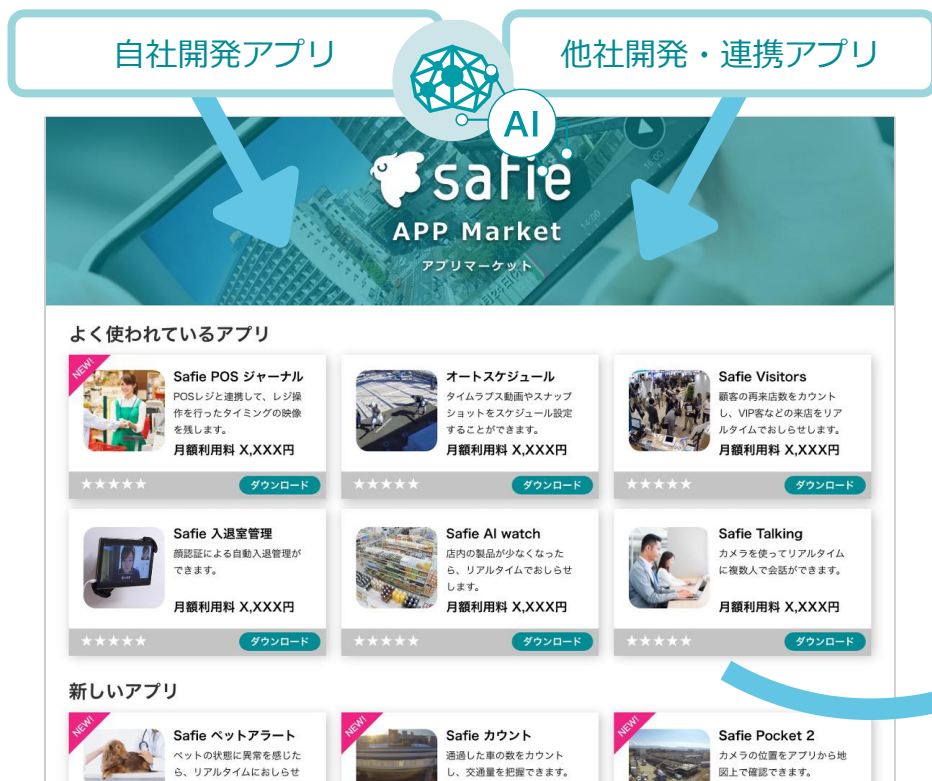 自社開発アプリ
他社開発・連携アプリ
AI
safie
APP Market
アプリマーケット
よく使われているアプリ
NEW!
Safie POS ジャーナル
POSレジと連携して、レジ操
作を行ったタイミングの映像
を残します。
月額利用料 X,XXX円
★★★★★
ダウンロード
オートスケジュール
タイムラプス動画やスナップ
ショットをスケジュール設定
することができます。
月額利用料 X,XXX円
★★★★★
ダウンロード
Safie Visitors
顧客の再来店数をカウント
し、VIP客などの来店をリア
ルタイムでおしらせします。
月額利用料 X,XXX円
★★★★★
ダウンロード
Safie 入退室管理
顔認証による自動入退管理が
できます。
月額利用料 X,XXX円
★★★★★
ダウンロード
Safie AI watch
店内の製品が少なくなった
ら、リアルタイムでおしらせ
します。
月額利用料 X,XXX円
★★★★★
ダウンロード
Safie Talking
カメラを使ってリアルタイム
に複数人で会話ができます。
月額利用料 X,XXX円
★★★★★
ダウンロード
新しいアプリ
NEW!
Safie ペットアラート
ペットの状態に異常を感じた
ら、リアルタイムにおしらせ
NEW!
Safie カウント
通過した車の数をカウント
し、交通量を把握できます。
NEW!
Safie Pocket 2
カメラの位置をアプリから地
図上で確認できます。